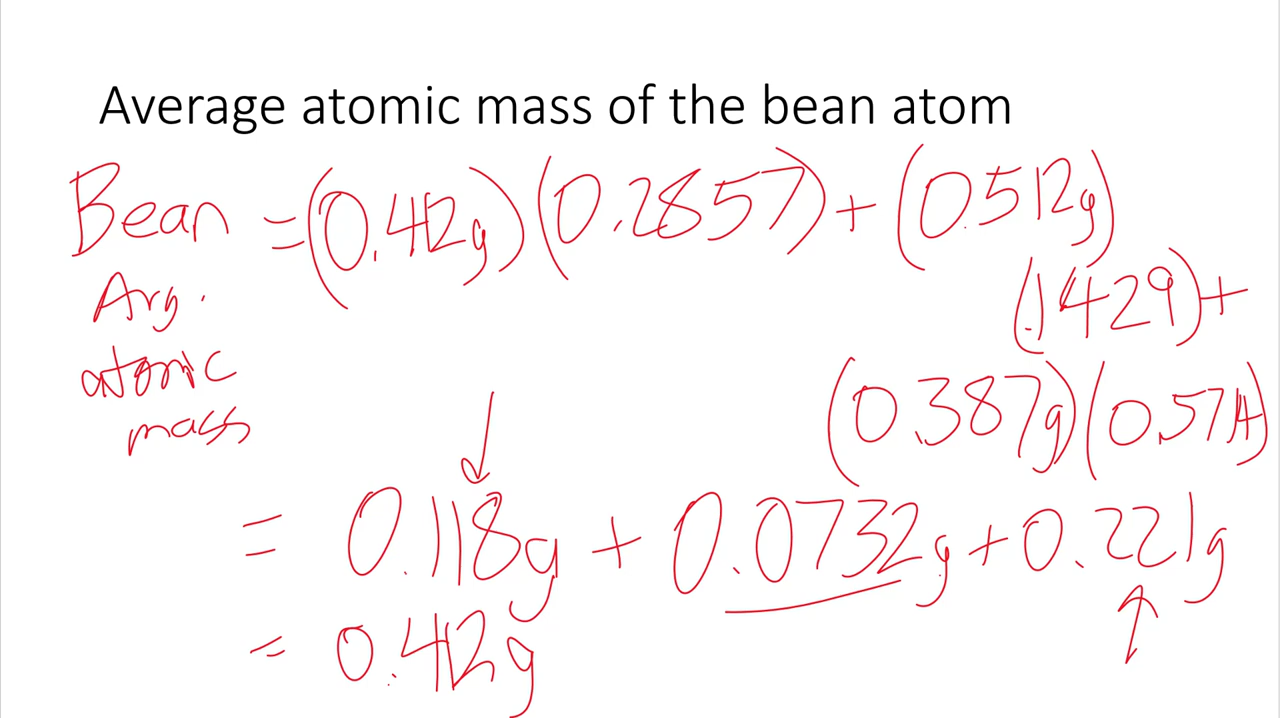 Average atomic mass of the bean atom
Bean = (0.412g)(0.2857) + (0.512g)
(.1429) +
Avg.
atomic
mass
(0.387g)(0.5714)
= 0.118g + 0.0732g + 0.221g
= 0.412g